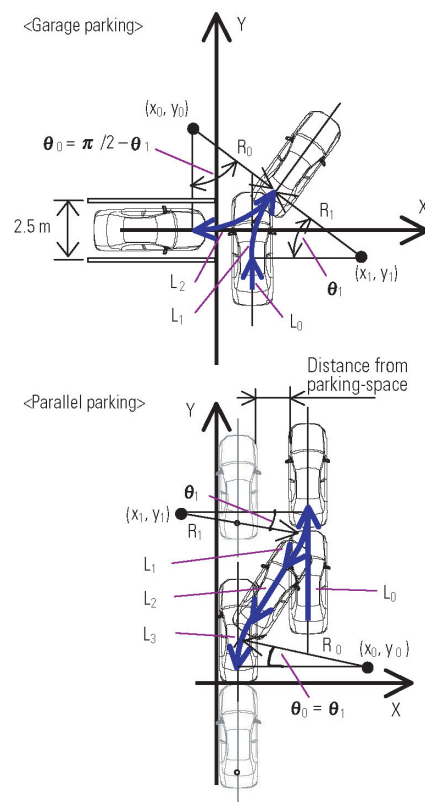 <Garage parking>
Y
(x₀, y₀)
θ₀ = π /2−θ₁
R₀
R₁
X
2.5 m
(x₁, y₁)
θ₁
L₂
L₁
L₀
Distance from
parking-space
<Parallel parking>
Y
θ₁
(x₁, y₁)
R₁
L₁
L₂
L₀
L₃
R₀
(x₀, y₀)
X
θ₀ = θ₁